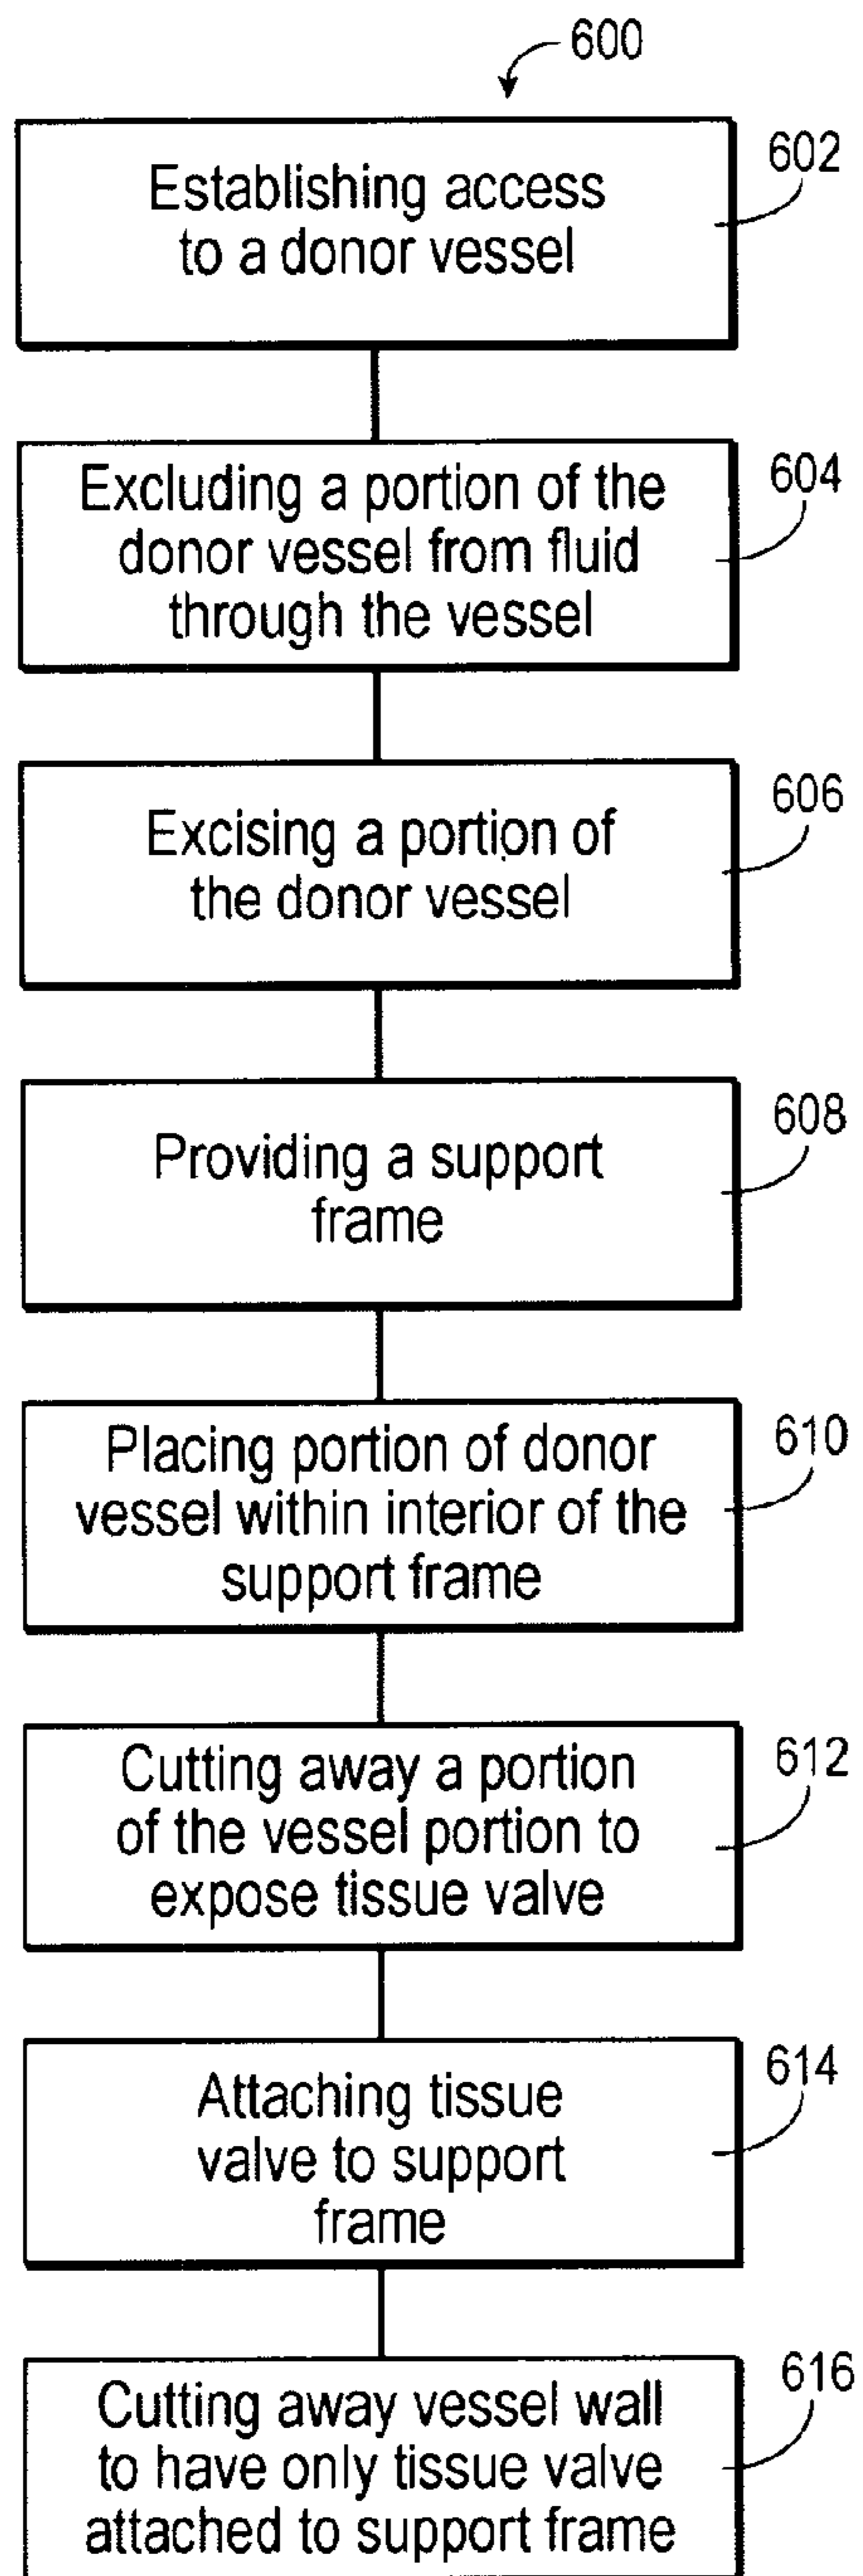 600
Establishing access
to a donor vessel
602
Excluding a portion of the
donor vessel from fluid
through the vessel
604
Excising a portion of
the donor vessel
606
Providing a support
frame
608
Placing portion of donor
vessel within interior of the
support frame
610
Cutting away a portion
of the vessel portion to
expose tissue valve
612
Attaching tissue
valve to support
frame
614
Cutting away vessel wall
to have only tissue valve
attached to support frame
616